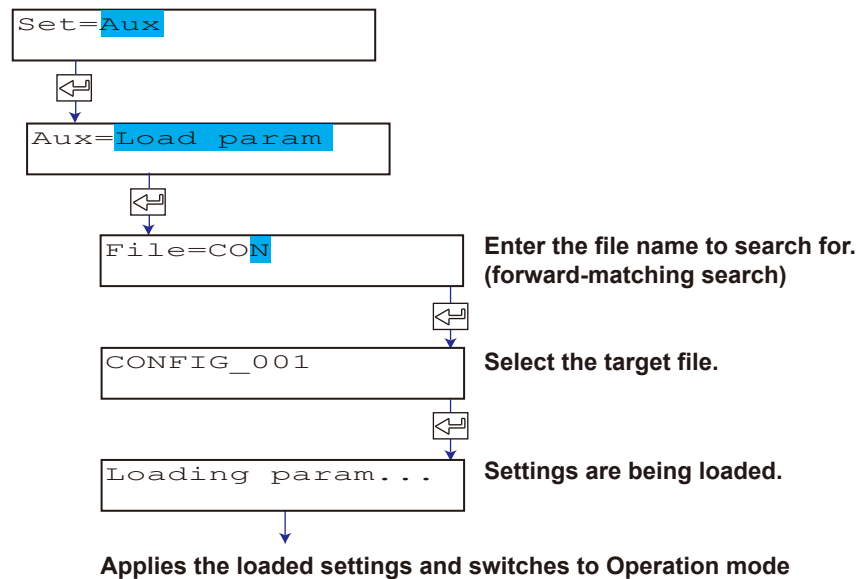 Set=Aux
Aux=Load param
File=CON
Enter the file name to search for.
(forward-matching search)
CONFIG_001
Select the target file.
Loading param...
Settings are being loaded.
Applies the loaded settings and switches to Operation mode